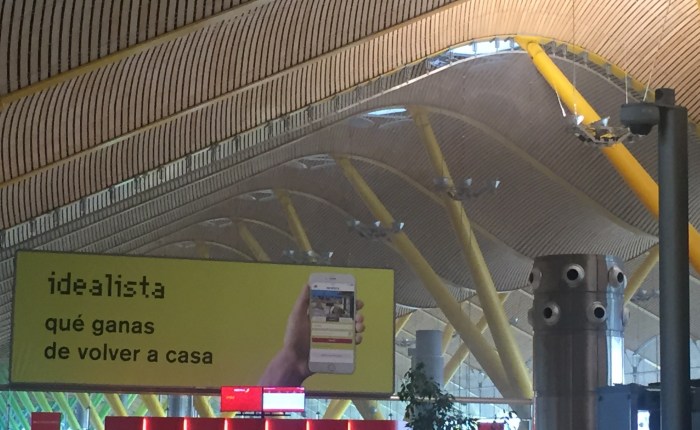 idealista
qué ganas
de volver a casa